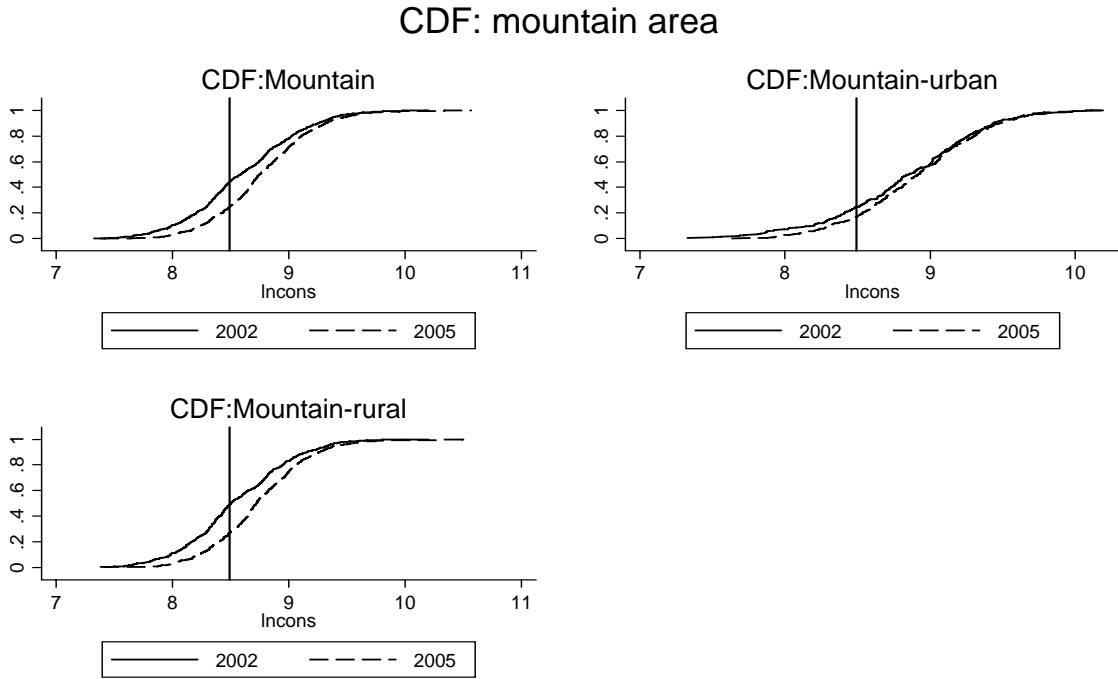 CDF: mountain area
CDF:Mountain
0 .2 .4 .6 .8 1
7 8 9 10 11
lncons
2002 2005
CDF:Mountain-urban
0 .2 .4 .6 .8 1
7 8 9 10
lncons
2002 2005
CDF:Mountain-rural
0 .2 .4 .6 .8 1
7 8 9 10 11
lncons
2002 2005